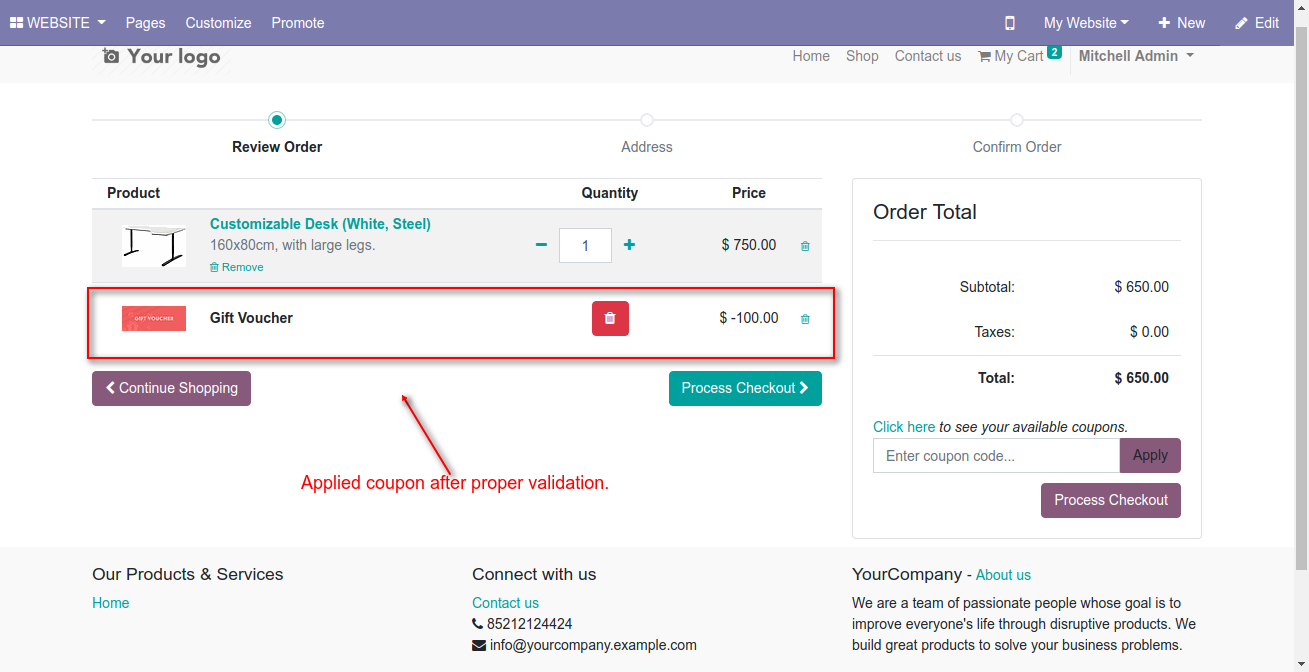 WEBSITE Pages Customize Promote My Website New Edit
Your logo Home Shop Contact us My Cart 2 Mitchell Admin
Review Order Address Confirm Order
Product Quantity Price
Customizable Desk (White, Steel)
160x80cm, with large legs. 1 $ 750.00
Remove
GIFT VOUCHER Gift Voucher $ -100.00
Continue Shopping Process Checkout
Applied coupon after proper validation.
Order Total
Subtotal: $ 650.00
Taxes: $ 0.00
Total: $ 650.00
Click here to see your available coupons.
Enter coupon code... Apply
Process Checkout
Our Products & Services
Home
Connect with us
Contact us
85212124424
info@yourcompany.example.com
YourCompany - About us
We are a team of passionate people whose goal is to
improve everyone's life through disruptive products. We
build great products to solve your business problems.